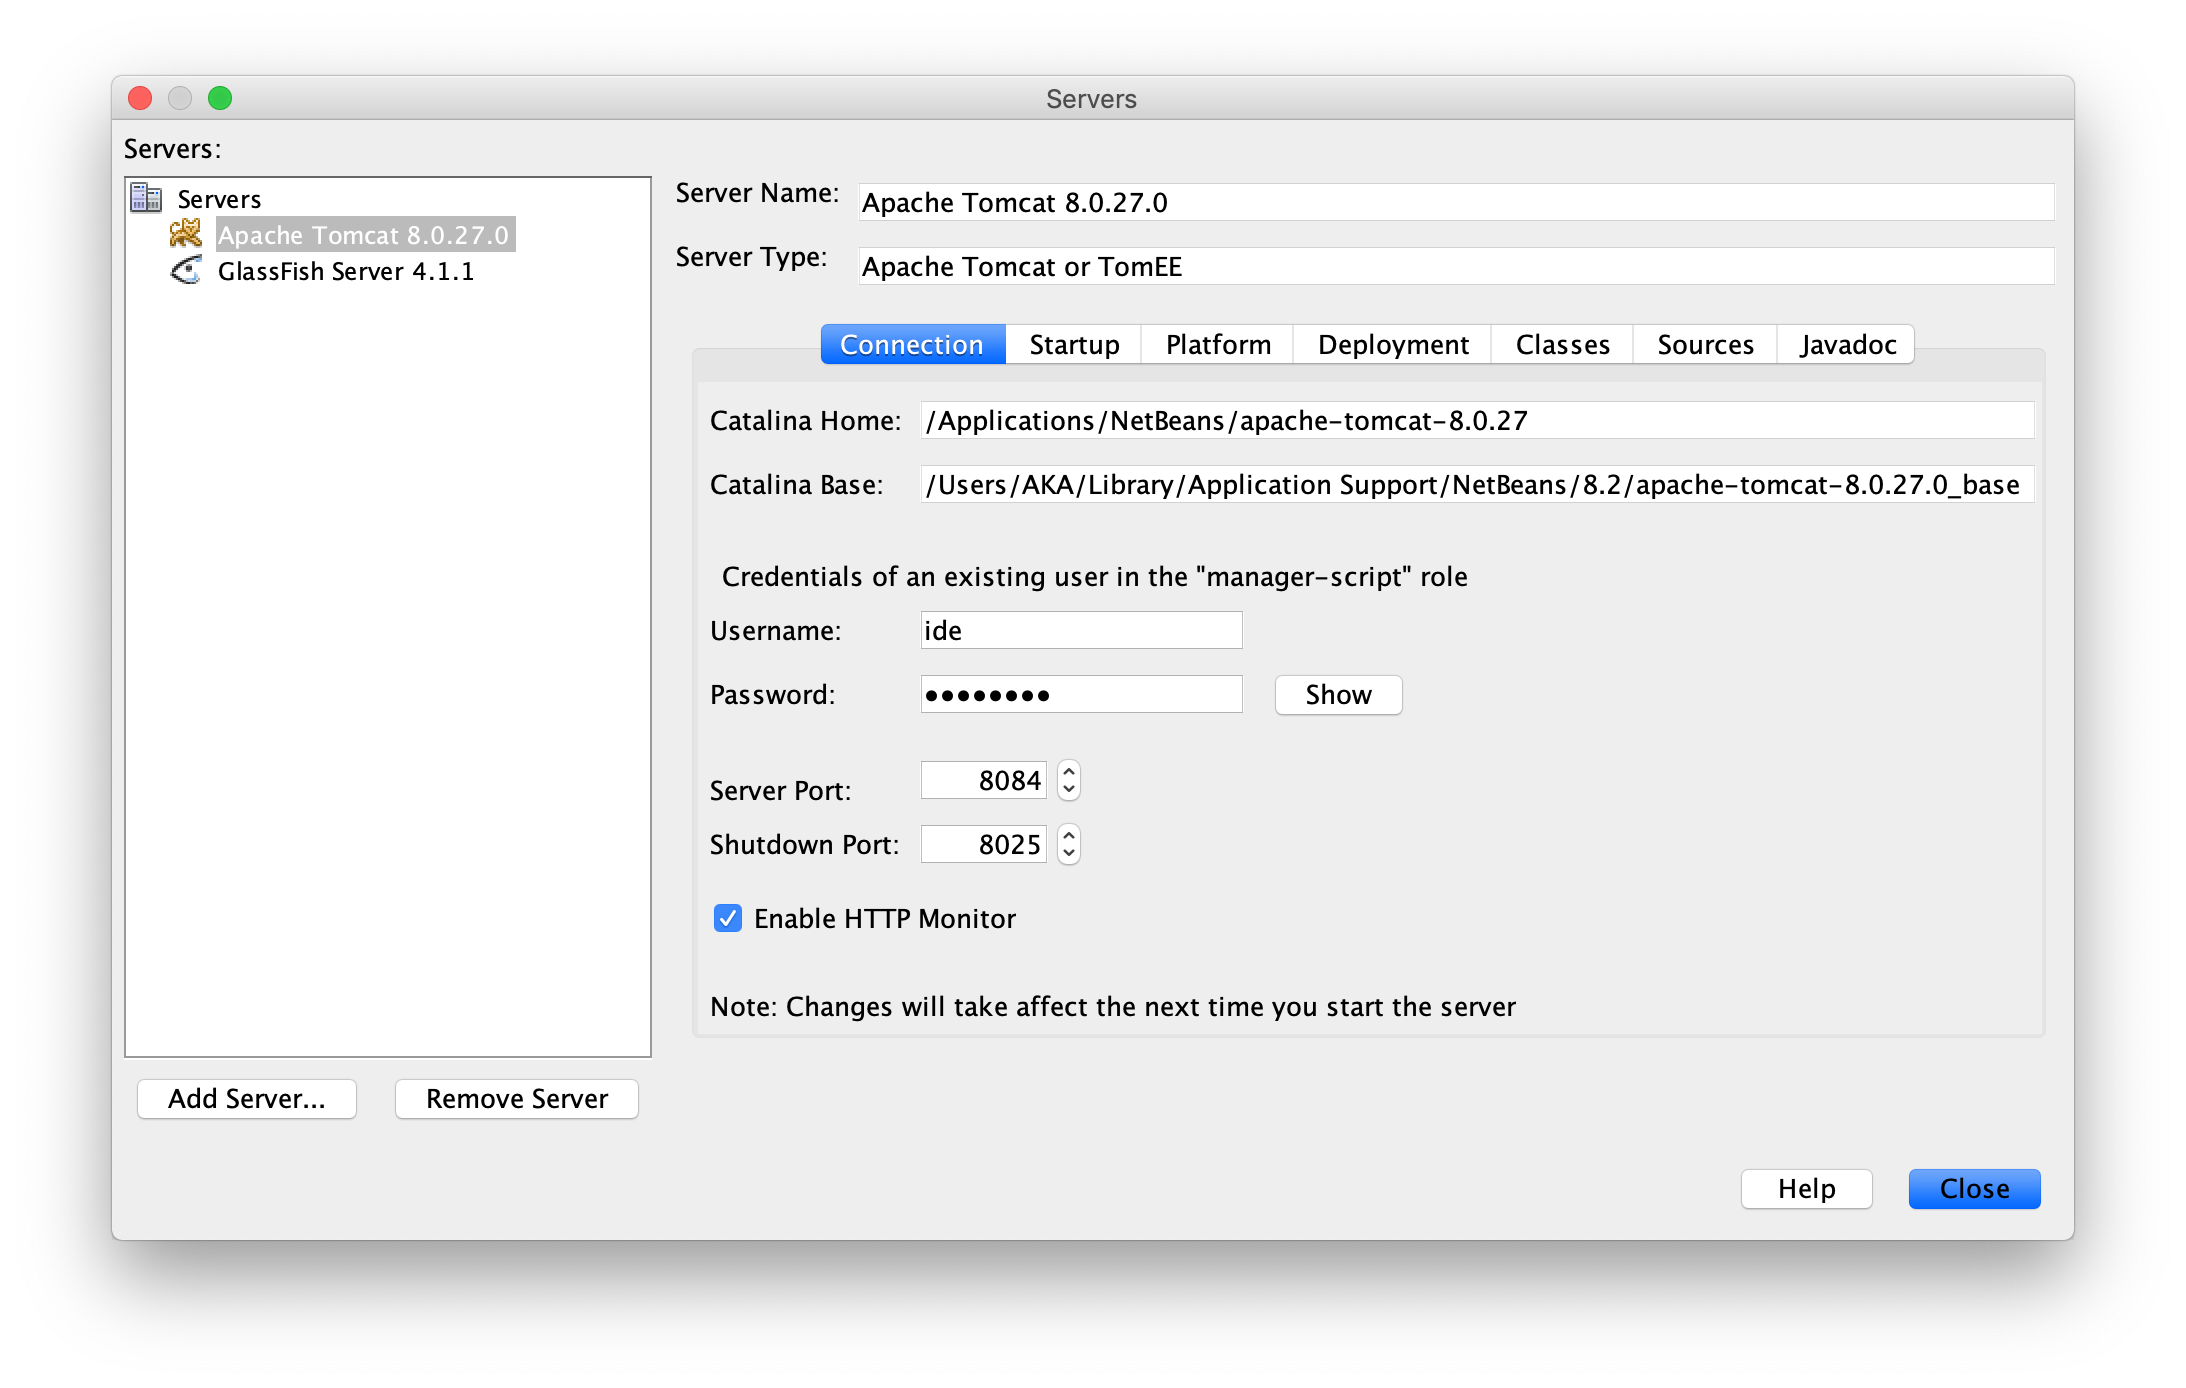 Servers
Servers:
Servers
Apache Tomcat 8.0.27.0
GlassFish Server 4.1.1
Add Server...
Remove Server
Server Name:
Apache Tomcat 8.0.27.0
Server Type:
Apache Tomcat or TomEE
Connection
Startup
Platform
Deployment
Classes
Sources
Javadoc
Catalina Home:
/Applications/NetBeans/apache-tomcat-8.0.27
Catalina Base:
/Users/AKA/Library/Application Support/NetBeans/8.2/apache-tomcat-8.0.27.0_base
Credentials of an existing user in the "manager-script" role
Username:
ide
Password:
••••••••
Show
Server Port:
8084
Shutdown Port:
8025
Enable HTTP Monitor
Note: Changes will take affect the next time you start the server
Help
Close